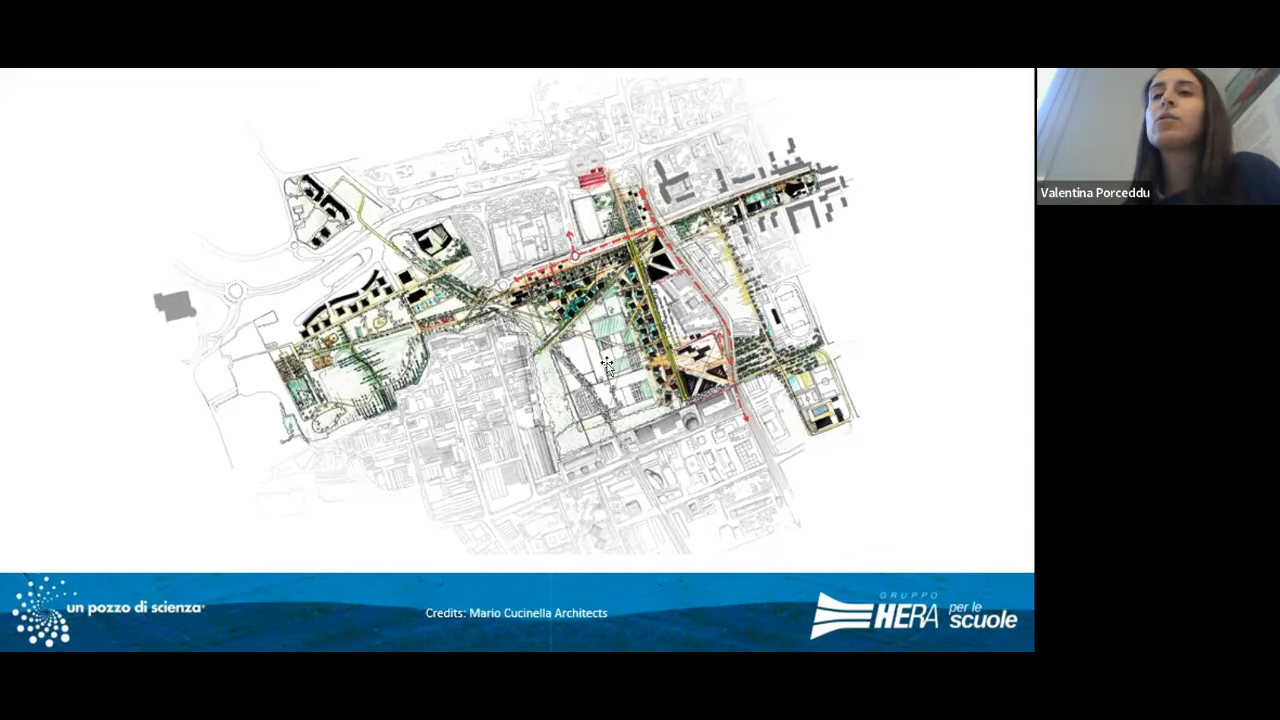 Valentina Porceddu
un pozzo di scienza
Credits: Mario Cucinella Architects
GRUPPO
HERA
per le
scuole